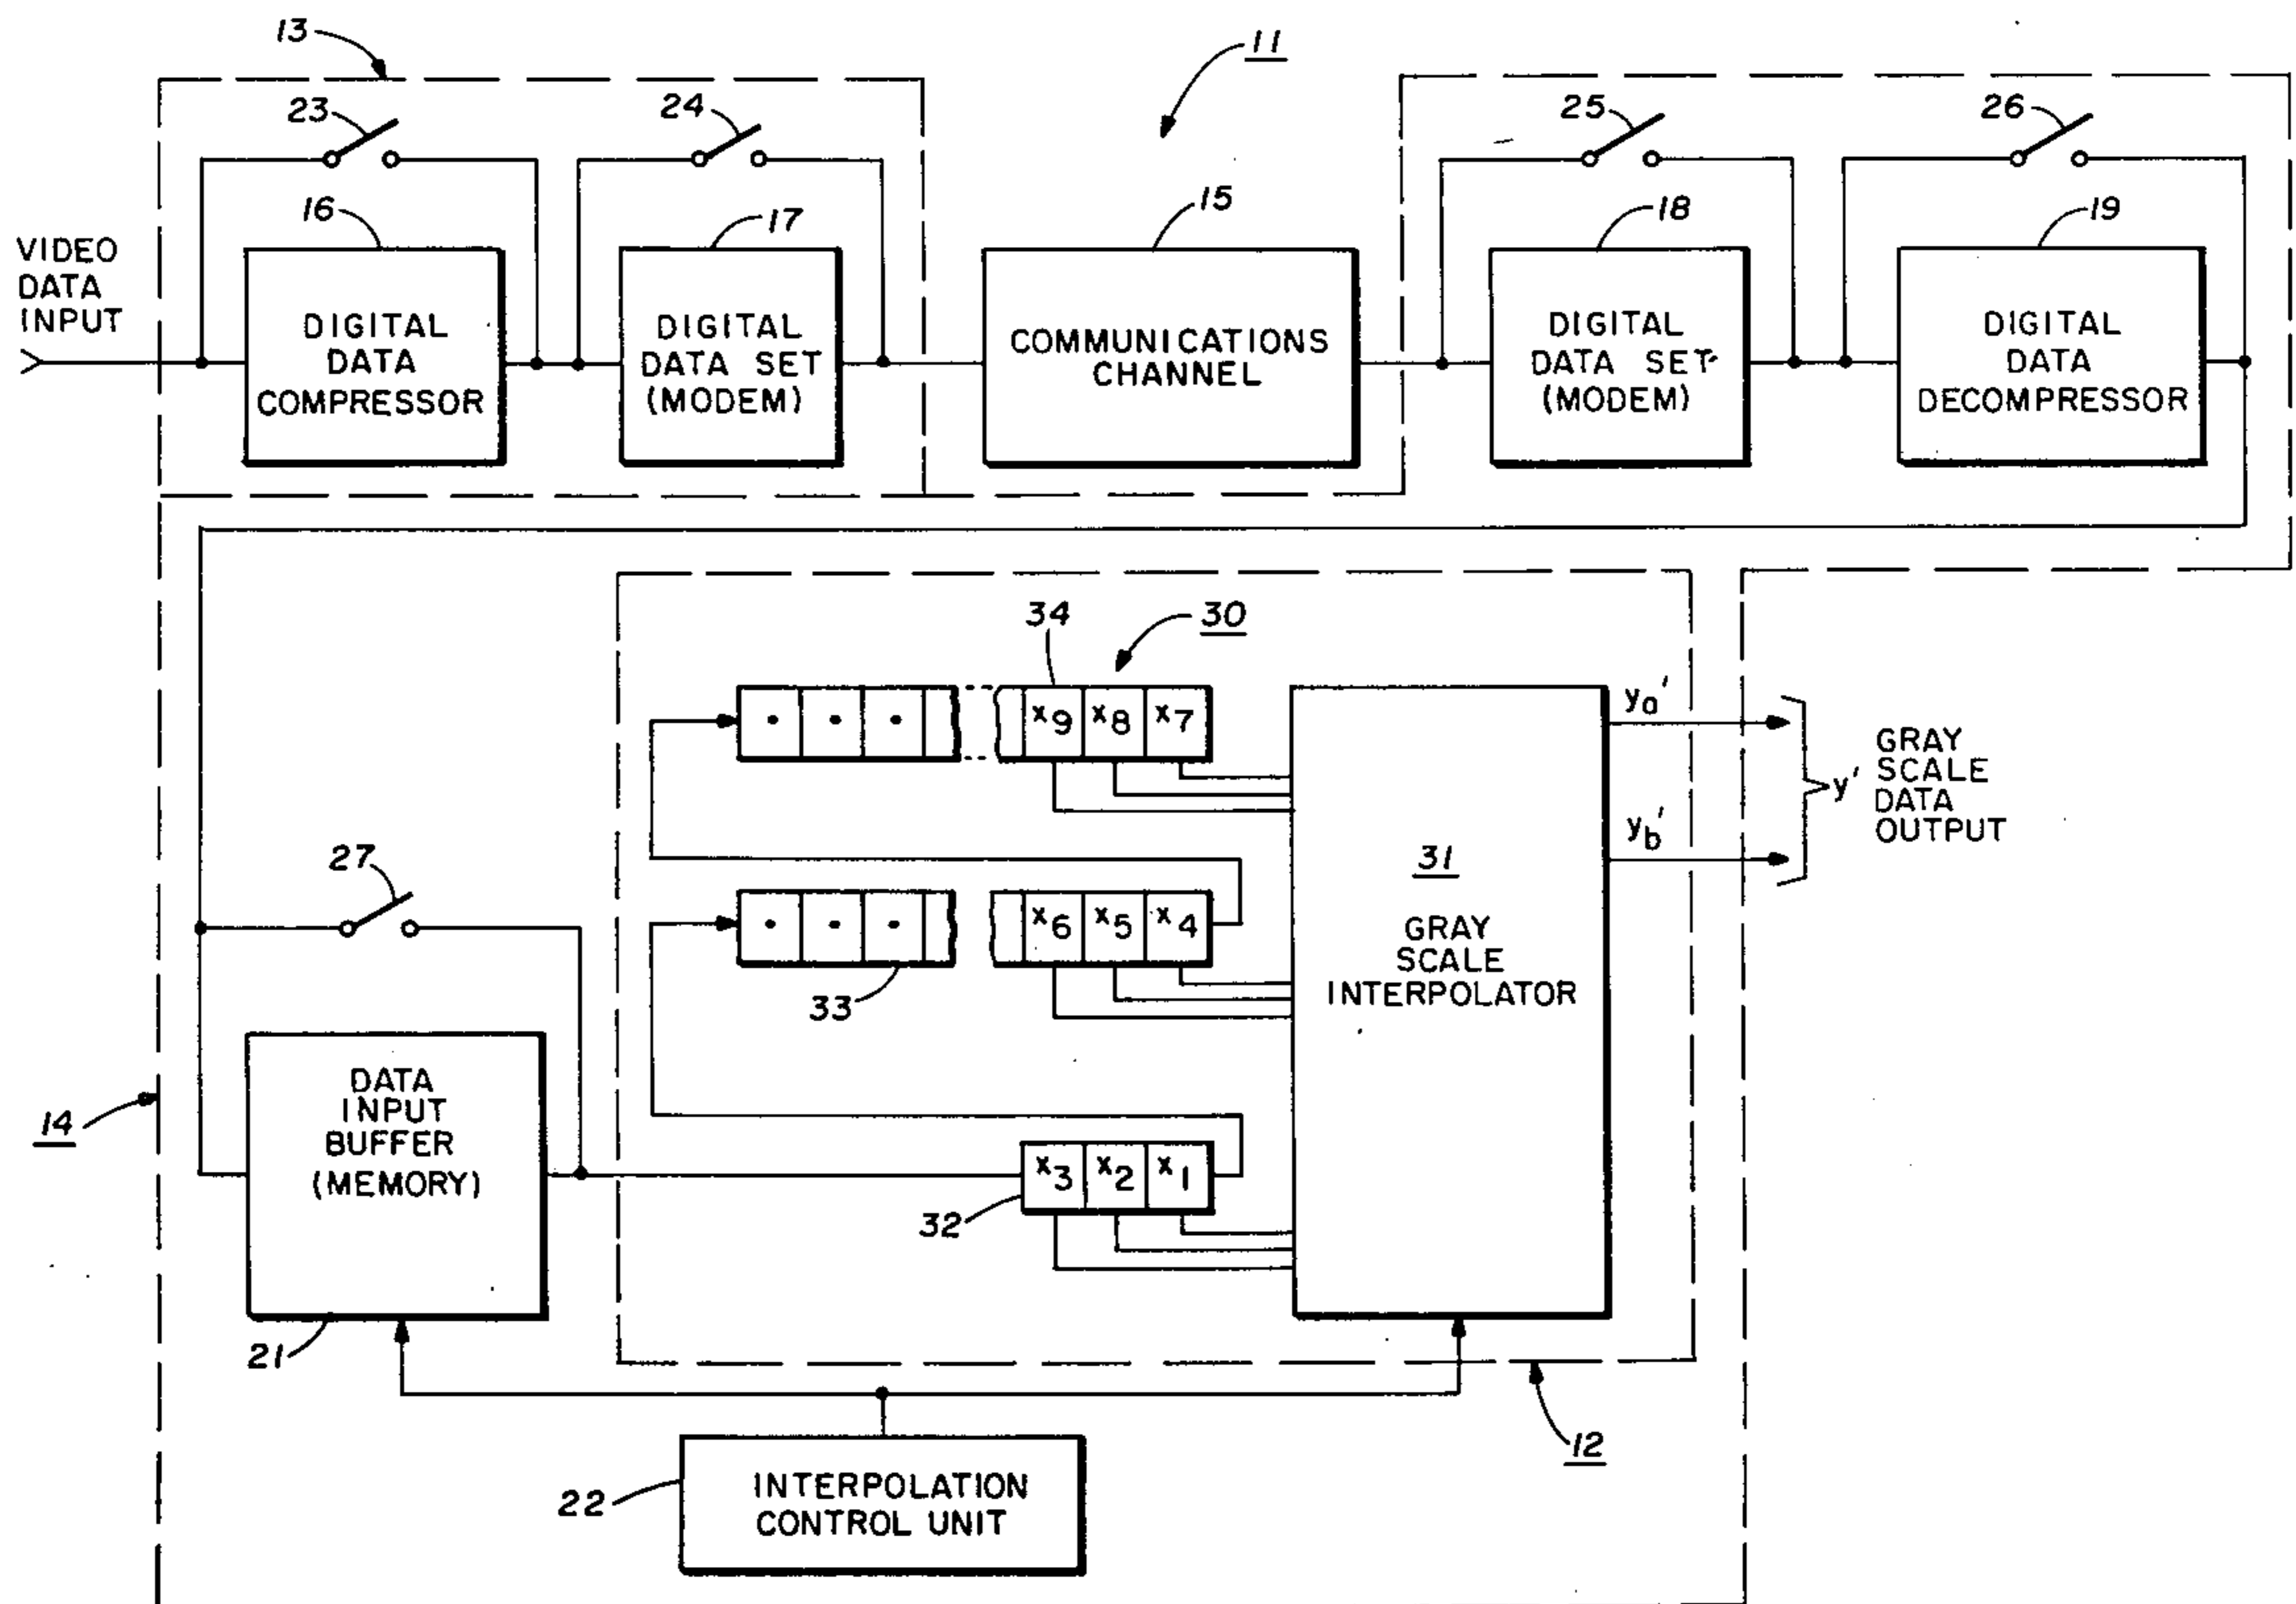 13
11
23
24
25
26
16
17
15
18
19
VIDEO
DATA
INPUT
DIGITAL
DATA
COMPRESSOR
DIGITAL
DATA SET
(MODEM)
COMMUNICATIONS
CHANNEL
DIGITAL
DATA SET
(MODEM)
DIGITAL
DATA
DECOMPRESSOR
34
30
x9 x8 x7
ya'
yb'
y'
GRAY
SCALE
DATA
OUTPUT
27
31
GRAY
SCALE
INTERPOLATOR
x6 x5 x4
33
14
DATA
INPUT
BUFFER
(MEMORY)
x3 x2 x1
32
21
12
22
INTERPOLATION
CONTROL UNIT